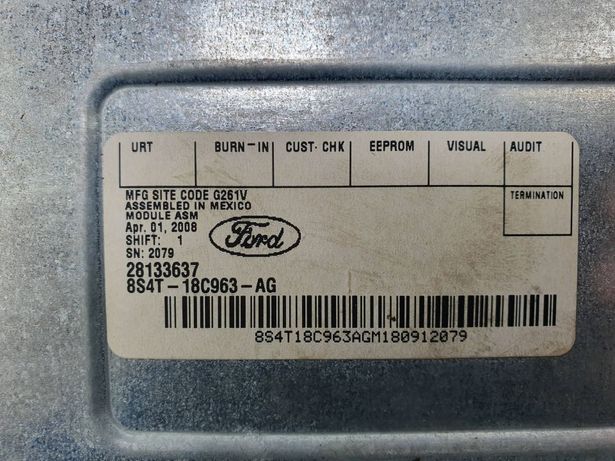 URT BURN-IN CUST. CHK EEPROM VISUAL AUDIT
TERMINATION
MFG SITE CODE G261V
ASSEMBLED IN MEXICO
MODULE ASM
Apr. 01, 2008
SHIFT: 1
SN: 2079
Ford
28133637
8S4T-18C963-AG
8S4T18C963AGM180912079